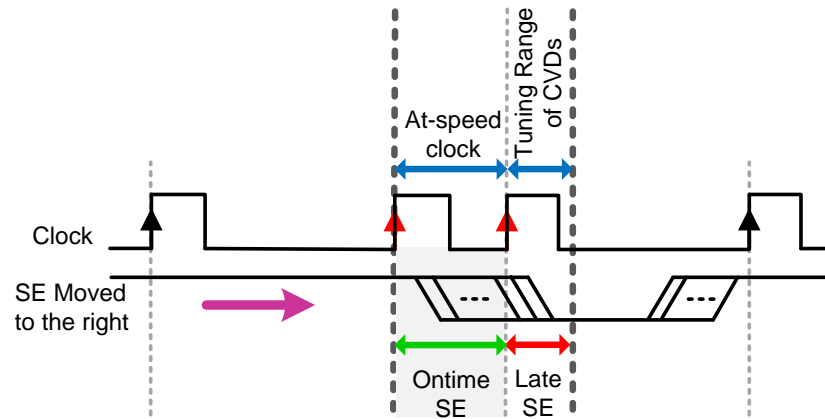 Tuning Range
of CVDs
At-speed
clock
Clock
SE Moved
to the right
Ontime
SE
Late
SE